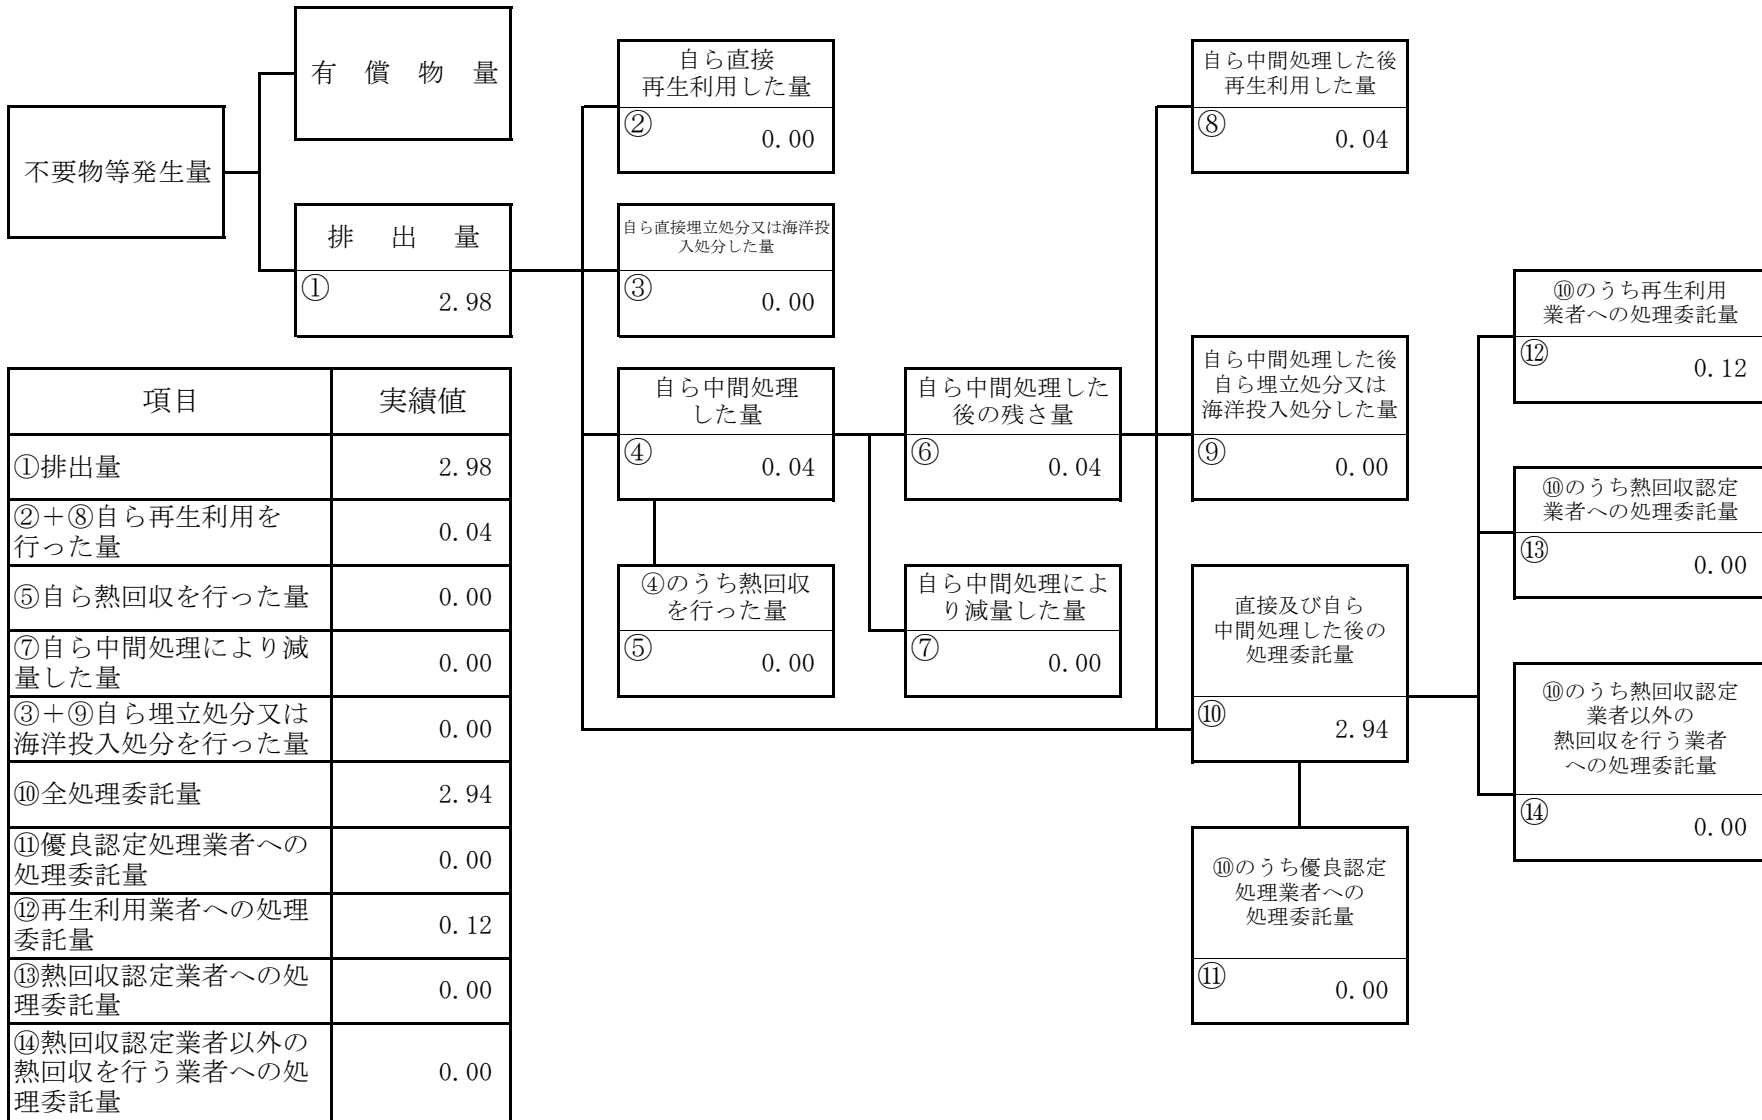 不要物等発生量
有 償 物 量
排 出 量
① 2.98
自ら直接
再生利用した量
② 0.00
自ら直接埋立処分又は海洋投
入処分した量
③ 0.00
自ら中間処理
した量
④ 0.04
④のうち熱回収
を行った量
⑤ 0.00
自ら中間処理した
後の残さ量
⑥ 0.04
自ら中間処理によ
り減量した量
⑦ 0.00
自ら中間処理した後
再生利用した量
⑧ 0.04
自ら中間処理した後
自ら埋立処分又は
海洋投入処分した量
⑨ 0.00
直接及び自ら
中間処理した後の
処理委託量
⑩ 2.94
⑩のうち優良認定
処理業者への
処理委託量
⑪ 0.00
⑩のうち再生利用
業者への処理委託量
⑫ 0.12
⑩のうち熱回収認定
業者への処理委託量
⑬ 0.00
⑩のうち熱回収認定
業者以外の
熱回収を行う業者
への処理委託量
⑭ 0.00
項目 実績値
①排出量 2.98
②+⑧自ら再生利用を
行った量 0.04
⑤自ら熱回収を行った量 0.00
⑦自ら中間処理により減
量した量 0.00
③+⑨自ら埋立処分又は
海洋投入処分を行った量 0.00
⑩全処理委託量 2.94
⑪優良認定処理業者への
処理委託量 0.00
⑫再生利用業者への処理
委託量 0.12
⑬熱回収認定業者への処
理委託量 0.00
⑭熱回収認定業者以外の
熱回収を行う業者への処
理委託量 0.00